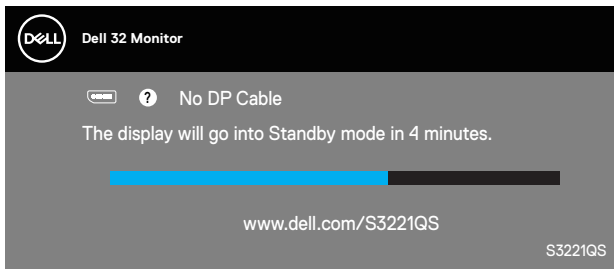 DELL
Dell 32 Monitor
? No DP Cable
The display will go into Standby mode in 4 minutes.
www.dell.com/S3221QS
S3221QS